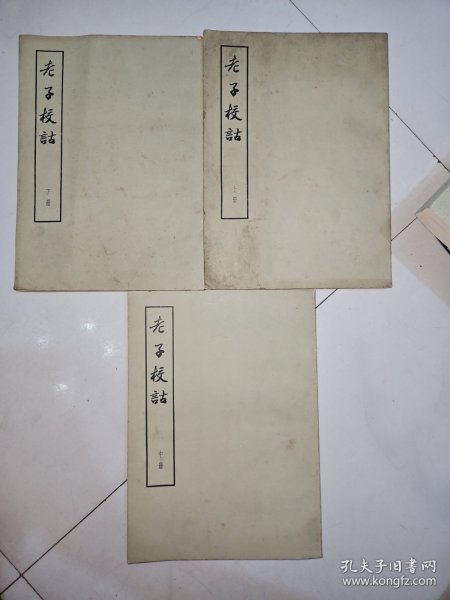 老子校詁
下册
老子校詁
上册
老子校詁
中册
孔夫子旧书网
www.kongfz.com